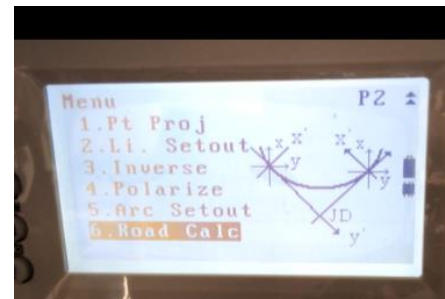 Menu P2
1.Pt Proj
2.Li. Setout
3.Inverse
4.Polarize
5.Arc Setout
6.Road Calc
x x' x' x
y y
JD
y'